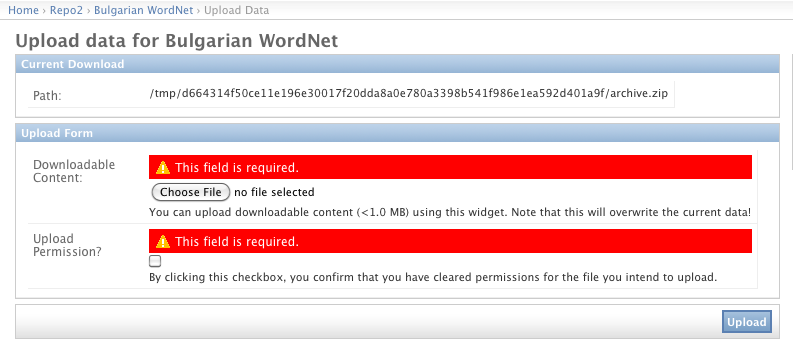 Home › Repo2 › Bulgarian WordNet › Upload Data
Upload data for Bulgarian WordNet
Current Download
Path: /tmp/d664314f50ce11e196e30017f20dda8a0e780a3398b541f986e1ea592d401a9f/archive.zip
Upload Form
Downloadable Content:
This field is required.
Choose File no file selected
You can upload downloadable content (<1.0 MB) using this widget. Note that this will overwrite the current data!
Upload Permission?
This field is required.
By clicking this checkbox, you confirm that you have cleared permissions for the file you intend to upload.
Upload